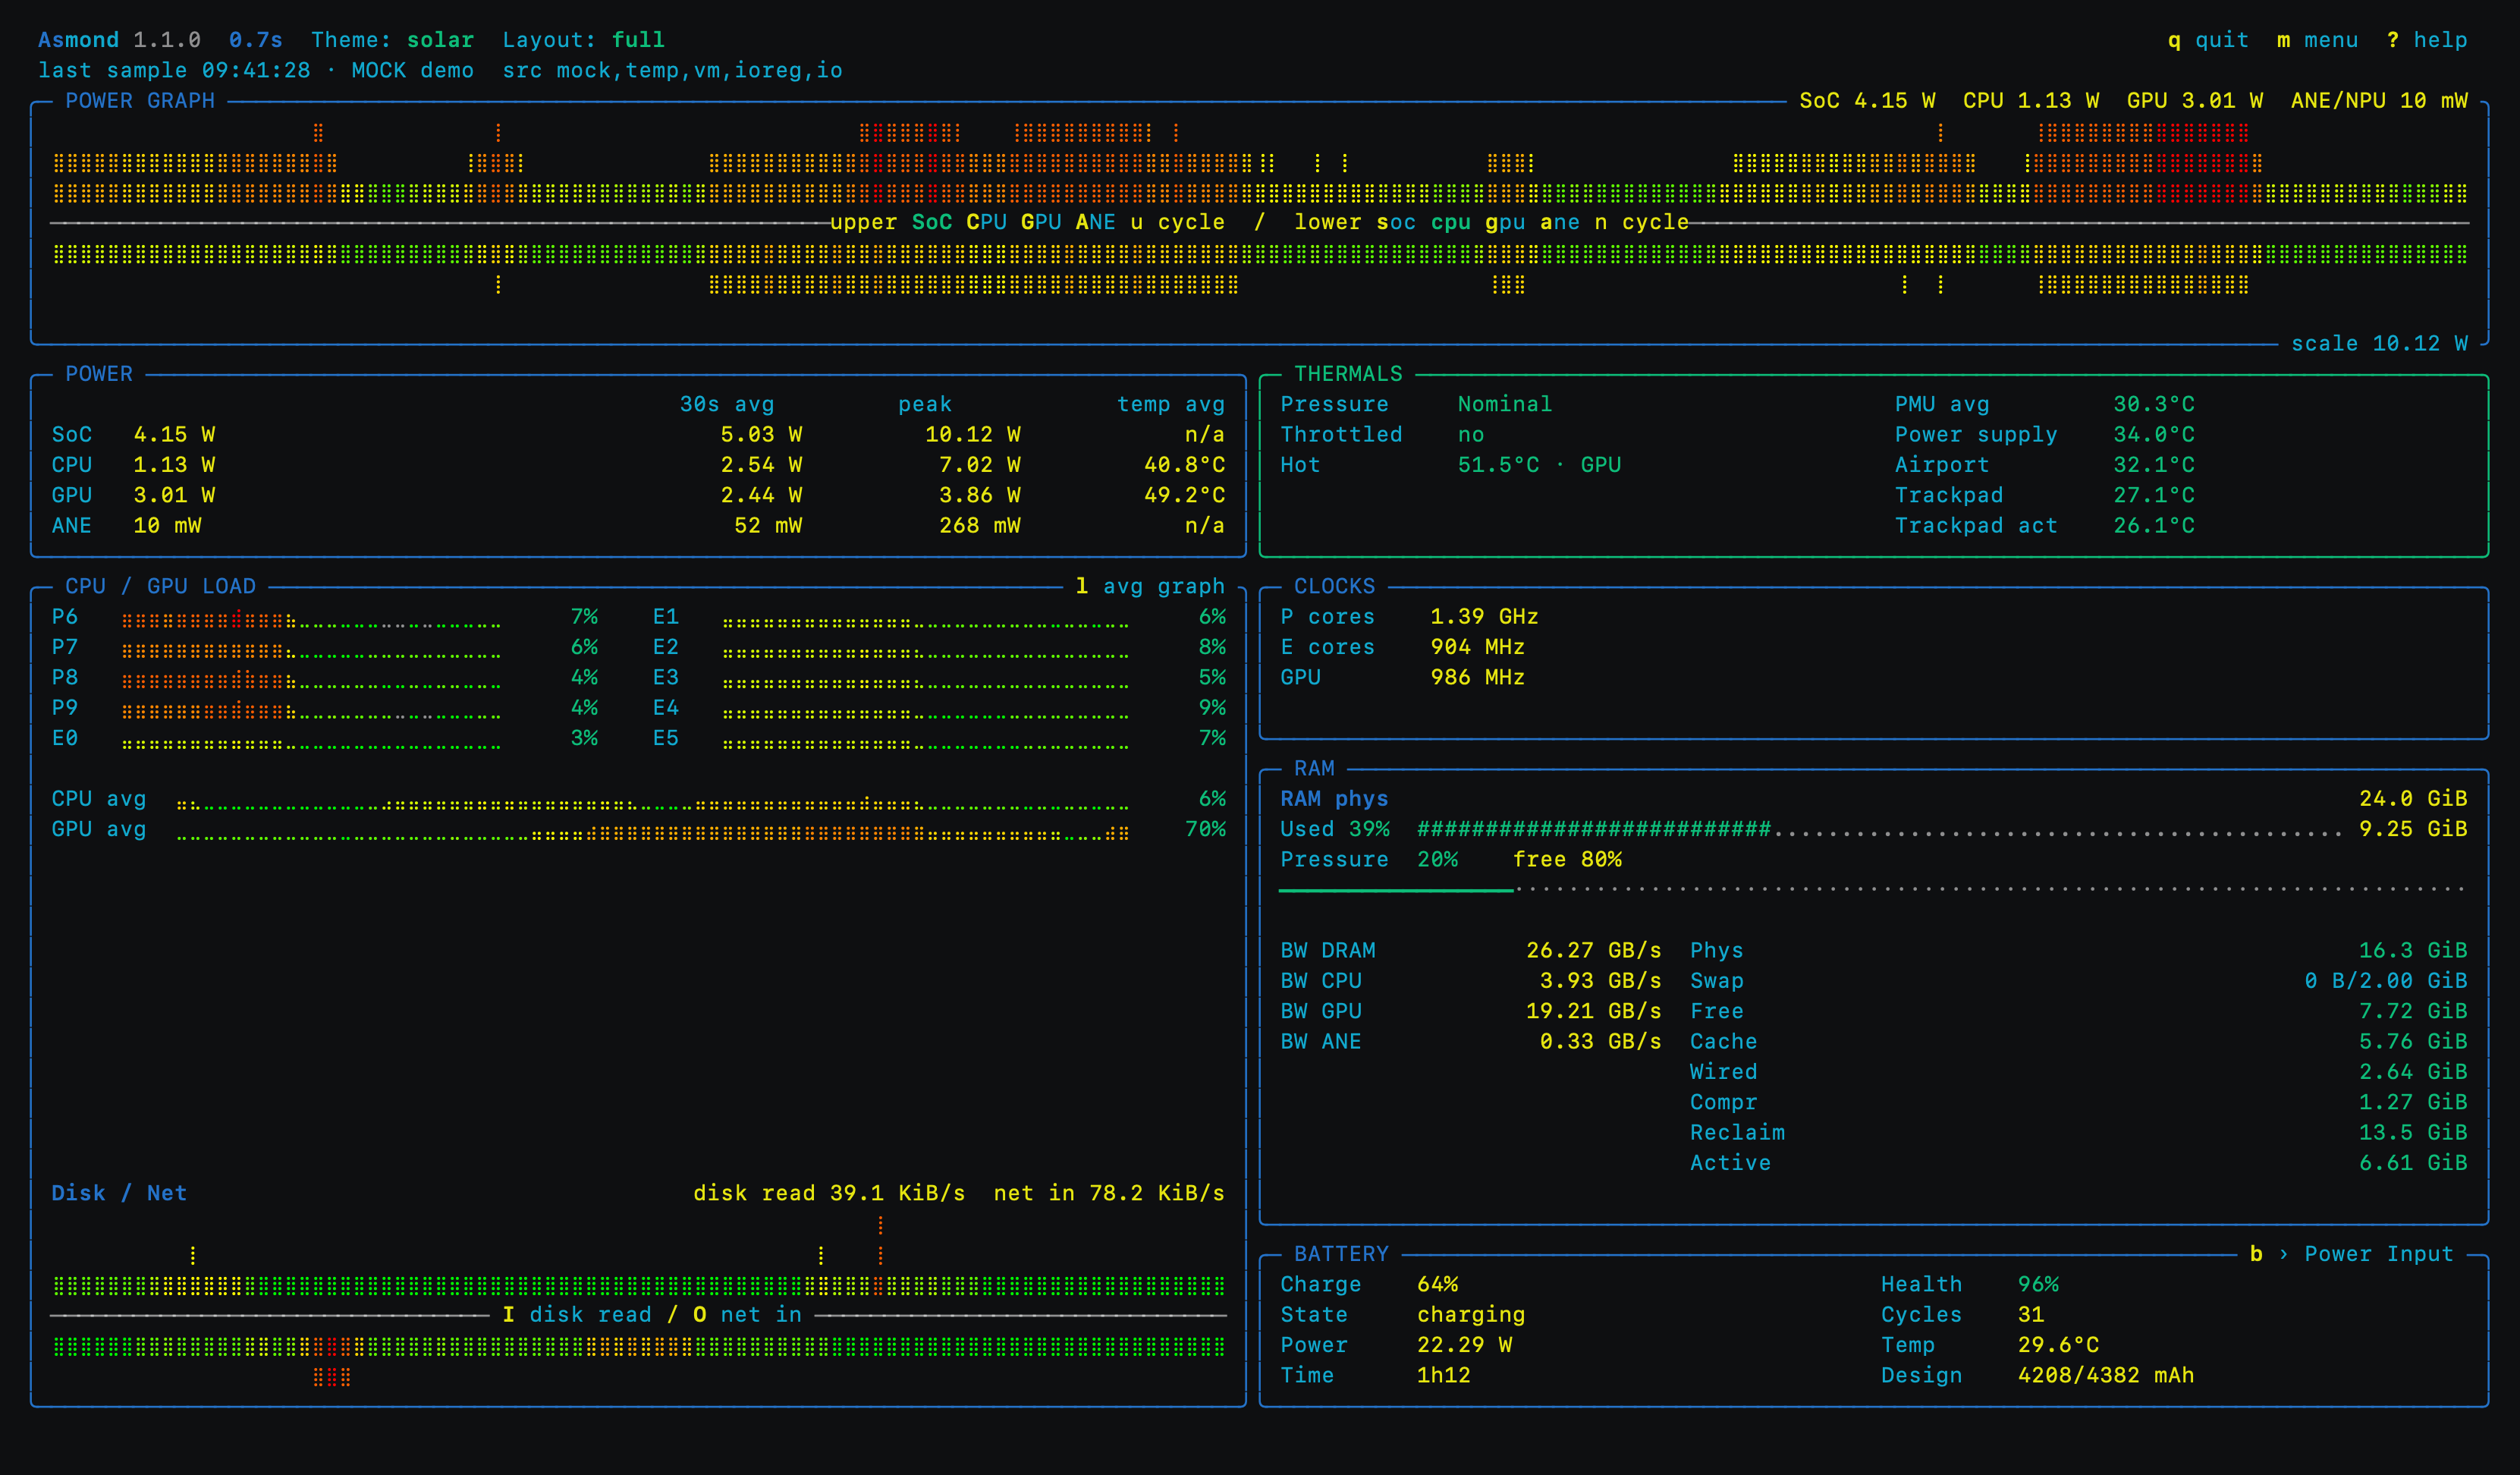 Asmond 1.1.0  0.7s  Theme: solar  Layout: full  q quit  m menu  ? help
last sample 09:41:28 · MOCK demo  src mock,temp,vm,ioreg,io
POWER GRAPH  SoC 4.15 W  CPU 1.13 W  GPU 3.01 W  ANE/NPU 10 mW
upper SoC CPU GPU ANE u cycle  /  lower soc cpu gpu ane n cycle
scale 10.12 W
POWER
30s avg  peak  temp avg
SoC  4.15 W  5.03 W  10.12 W  n/a
CPU  1.13 W  2.54 W  7.02 W  40.8°C
GPU  3.01 W  2.44 W  3.86 W  49.2°C
ANE  10 mW  52 mW  268 mW  n/a
THERMALS
Pressure  Nominal  PMU avg  30.3°C
Throttled  no  Power supply  34.0°C
Hot  51.5°C · GPU  Airport  32.1°C
Trackpad  27.1°C
Trackpad act  26.1°C
CPU / GPU LOAD  l avg graph
P6  7%  E1  6%
P7  6%  E2  8%
P8  4%  E3  5%
P9  4%  E4  9%
E0  3%  E5  7%
CPU avg  6%
GPU avg  70%
Disk / Net  disk read 39.1 KiB/s  net in 78.2 KiB/s
I disk read / O net in
CLOCKS
P cores  1.39 GHz
E cores  904 MHz
GPU  986 MHz
RAM
RAM phys  24.0 GiB
Used 39%  ##########################..........................................  9.25 GiB
Pressure  20%  free 80%
BW DRAM  26.27 GB/s  Phys  16.3 GiB
BW CPU  3.93 GB/s  Swap  0 B/2.00 GiB
BW GPU  19.21 GB/s  Free  7.72 GiB
BW ANE  0.33 GB/s  Cache  5.76 GiB
Wired  2.64 GiB
Compr  1.27 GiB
Reclaim  13.5 GiB
Active  6.61 GiB
BATTERY  b › Power Input
Charge  64%  Health  96%
State  charging  Cycles  31
Power  22.29 W  Temp  29.6°C
Time  1h12  Design  4208/4382 mAh